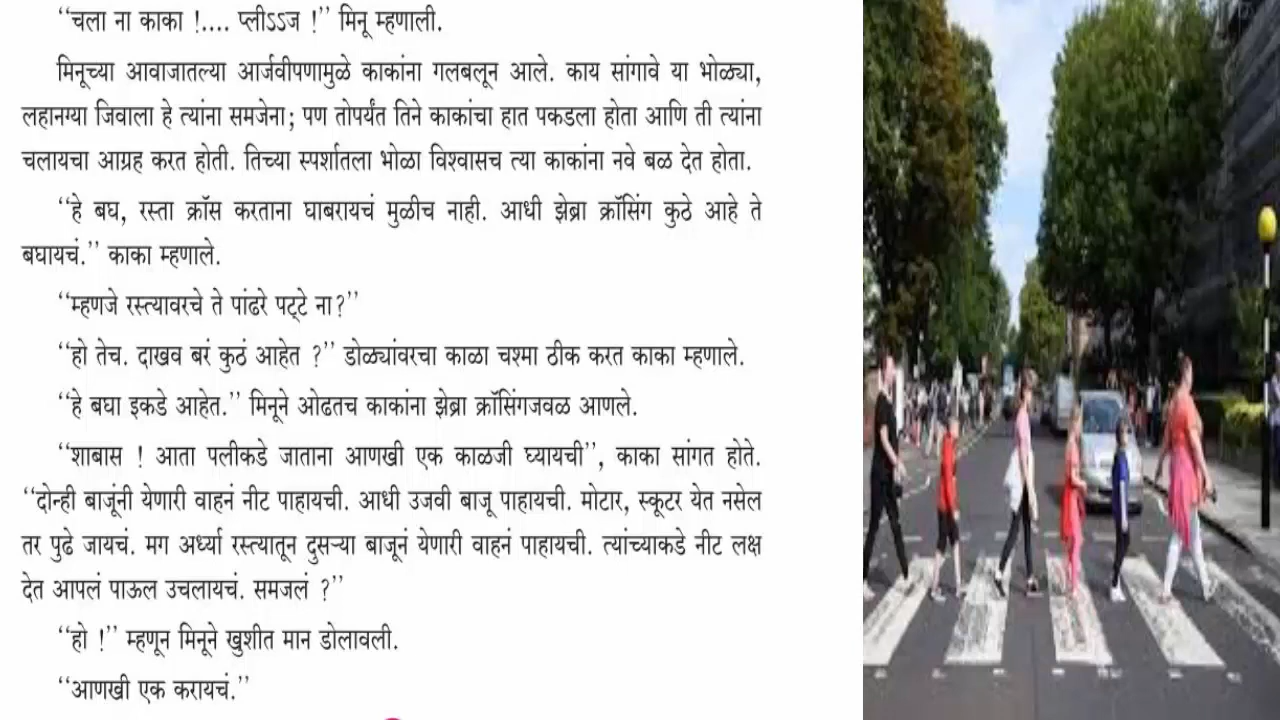 “चला ना काका !.... प्लीऽऽज !” मिनू म्हणाली.
मिनूच्या आवाजातल्या आर्जवीपणामुळे काकांना गलबलून आले. काय सांगावे या भोळ्या,
लहानग्या जिवाला हे त्यांना समजेना; पण तोपर्यंत तिने काकांचा हात पकडला होता आणि ती त्यांना
चलायचा आग्रह करत होती. तिच्या स्पर्शातला भोळा विश्वासच त्या काकांना नवे बळ देत होता.
“हे बघ, रस्ता क्रॉस करताना घाबरायचं मुळीच नाही. आधी झेब्रा क्रॉसिंग कुठे आहे ते
बघायचं.” काका म्हणाले.
“म्हणजे रस्त्यावरचे ते पांढरे पट्टे ना?”
“हो तेच. दाखव बरं कुठं आहेत ?” डोळ्यांवरचा काळा चश्मा ठीक करत काका म्हणाले.
“हे बघा इकडे आहेत.” मिनूने ओढतच काकांना झेब्रा क्रॉसिंगजवळ आणले.
“शाबास ! आता पलीकडे जाताना आणखी एक काळजी घ्यायची”, काका सांगत होते.
“दोन्ही बाजूंनी येणारी वाहनं नीट पाहायची. आधी उजवी बाजू पाहायची. मोटार, स्कूटर येत नसेल
तर पुढे जायचं. मग अर्ध्या रस्त्यातून दुसऱ्या बाजूनं येणारी वाहनं पाहायची. त्यांच्याकडे नीट लक्ष
देत आपलं पाऊल उचलायचं. समजलं ?”
“हो !” म्हणून मिनूने खुशीत मान डोलावली.
“आणखी एक करायचं.”